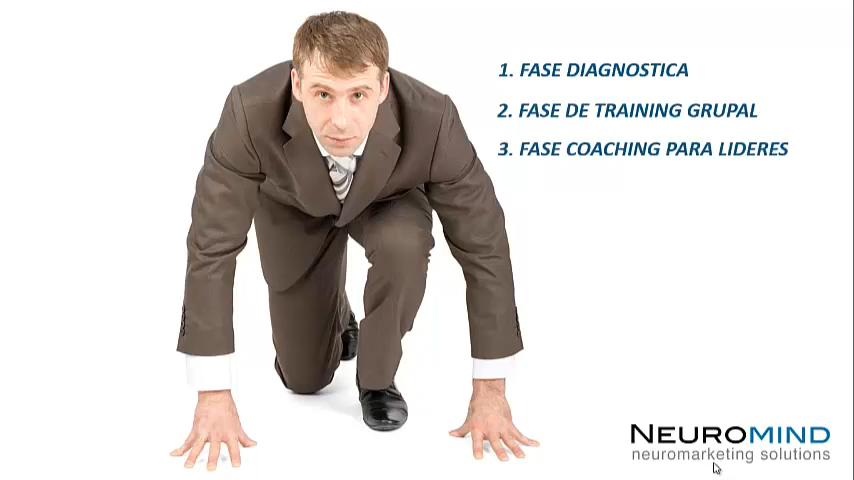 1. FASE DIAGNOSTICA
2. FASE DE TRAINING GRUPAL
3. FASE COACHING PARA LIDERES
NEUROMIND
neuromarketing solutions